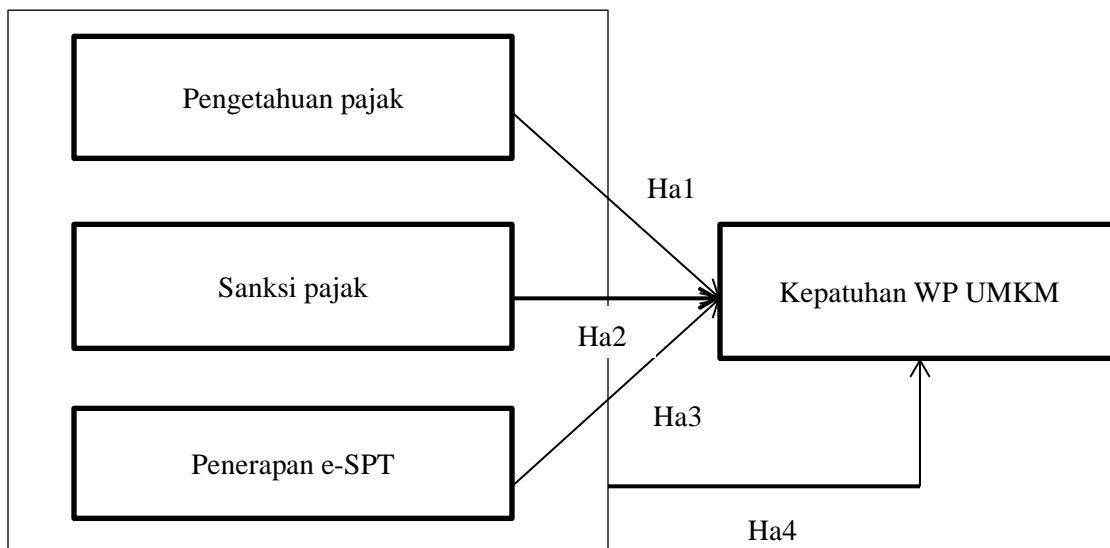 Pengetahuan pajak
Ha1
Sanksi pajak
Kepatuhan WP UMKM
Ha2
Ha3
Penerapan e-SPT
Ha4